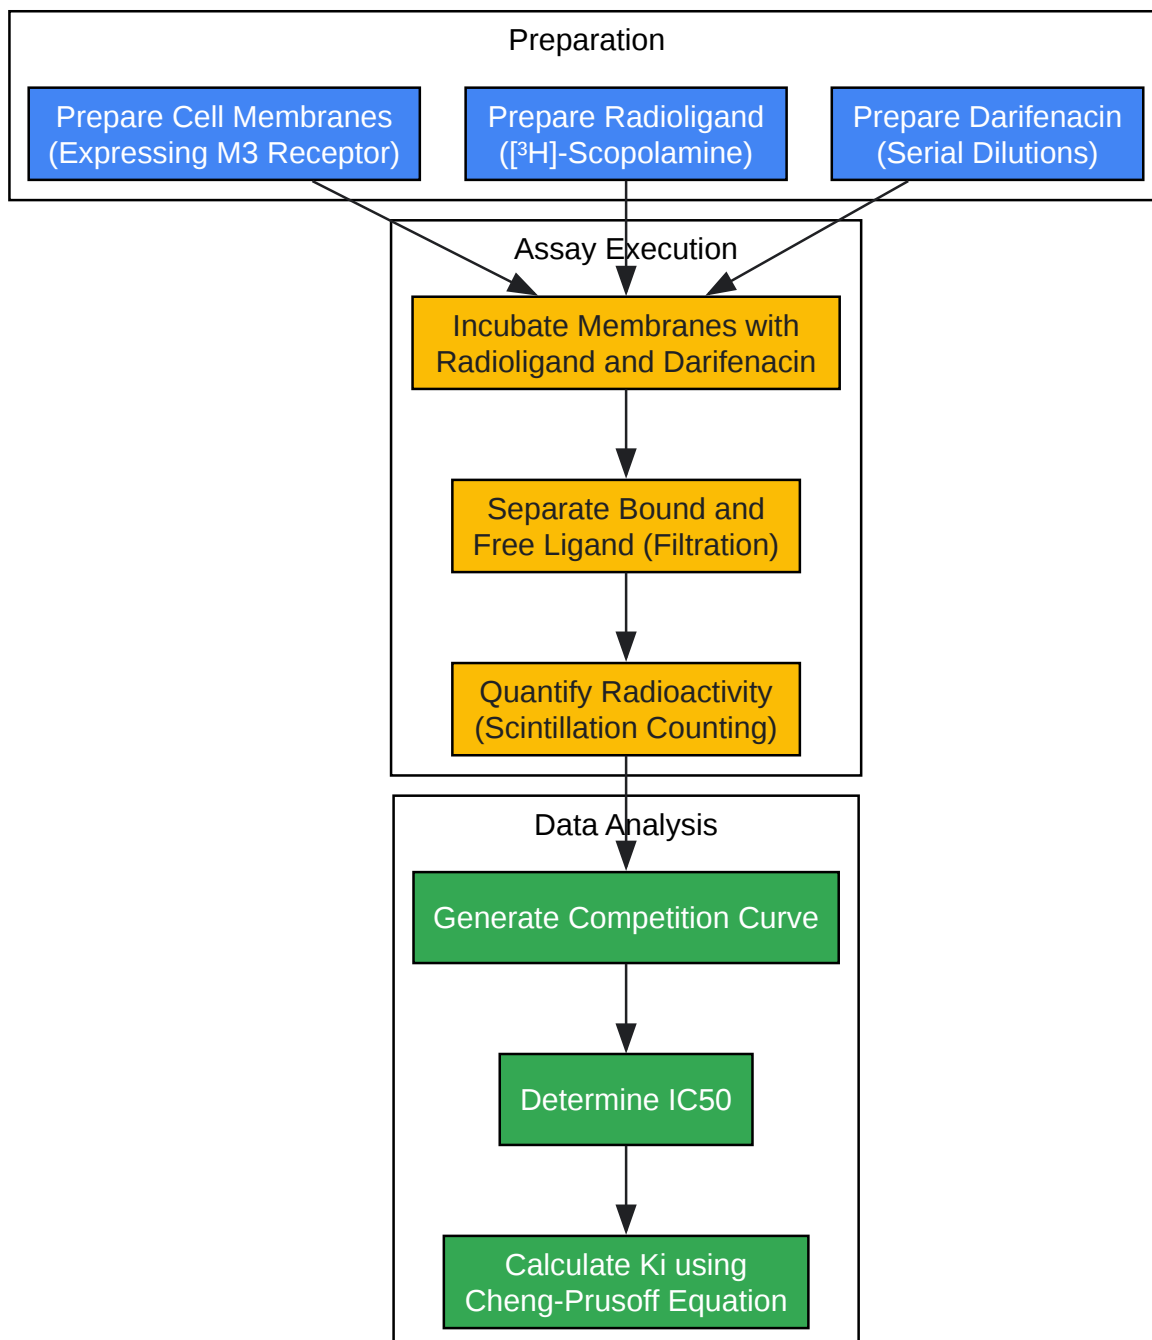 Preparation
Prepare Cell Membranes
(Expressing M3 Receptor)
Prepare Radioligand
([³H]-Scopolamine)
Prepare Darifenacin
(Serial Dilutions)
Assay Execution
Incubate Membranes with
Radioligand and Darifenacin
Separate Bound and
Free Ligand (Filtration)
Quantify Radioactivity
(Scintillation Counting)
Data Analysis
Generate Competition Curve
Determine IC50
Calculate Ki using
Cheng-Prusoff Equation